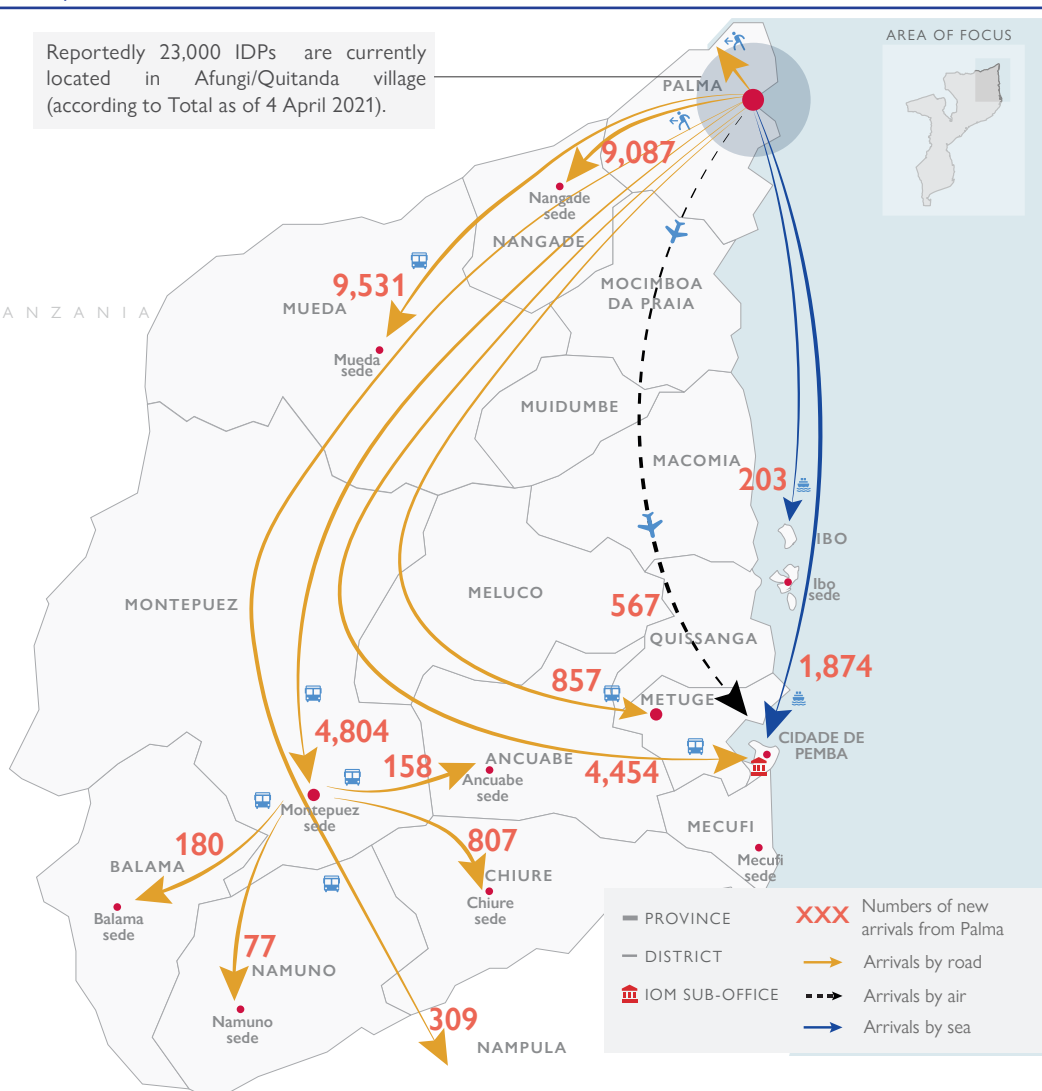 Reportedly 23,000 IDPs are currently
located in Afungi/Quitanda village
(according to Total as of 4 April 2021).
AREA OF FOCUS
PALMA
9,087
Nangade
sede
NANGADE
9,531
MUEDA
MOCIMBOA
DA PRAIA
ANZANIA
Mueda
sede
MUIDUMBE
MACOMIA
203
IBO
Ibo
sede
MELUCO
MONTEPUEZ
567
QUISSANGA
1,874
857
METUGE
4,804
CIDADE DE
PEMBA
158
ANCUABE
Ancuabe
sede
4,454
Montepuez
sede
MECUFI
Mecufi
sede
180
BALAMA
807
CHIURE
Chiure
sede
Balama
sede
77
NAMUNO
Namuno
sede
309
NAMPULA
PROVINCE
DISTRICT
IOM SUB-OFFICE
XXX Numbers of new
arrivals from Palma
Arrivals by road
Arrivals by air
Arrivals by sea